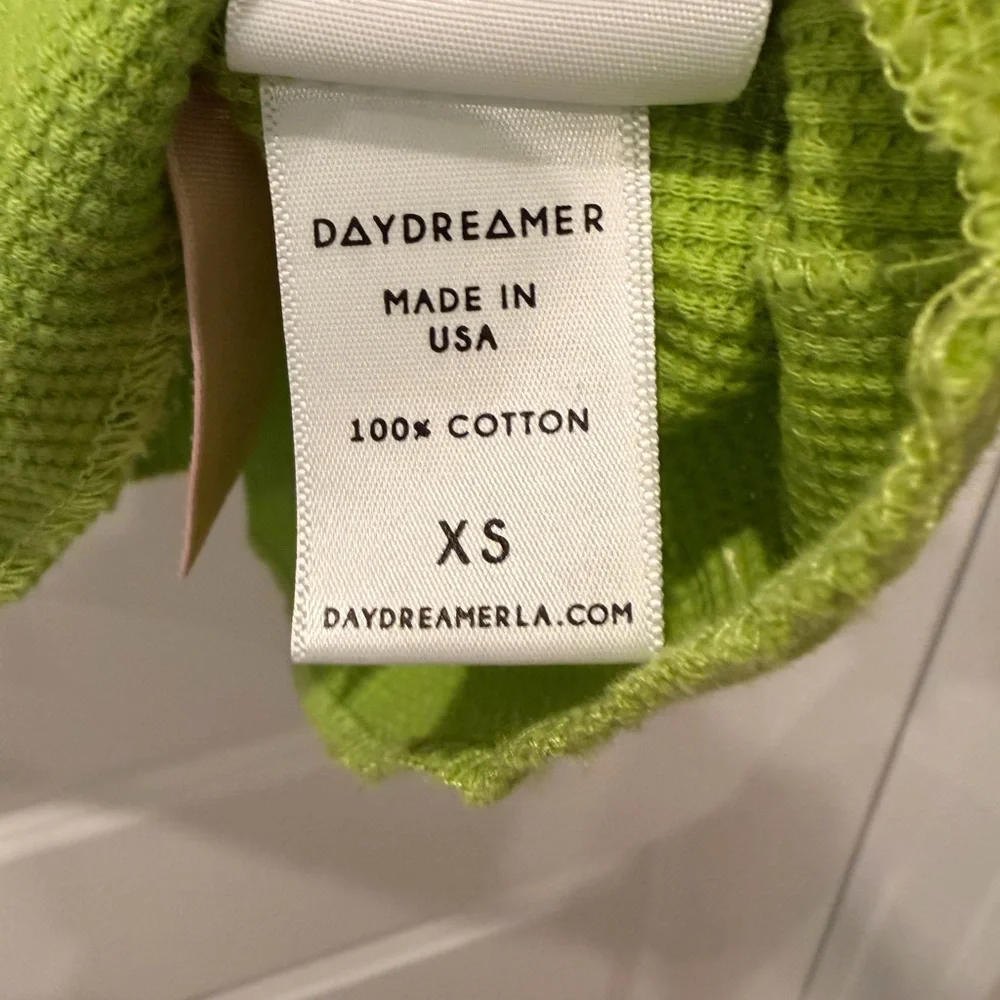 DAYDREAMER
MADE IN
USA
100% COTTON
XS
DAYDREAMERLA.COM